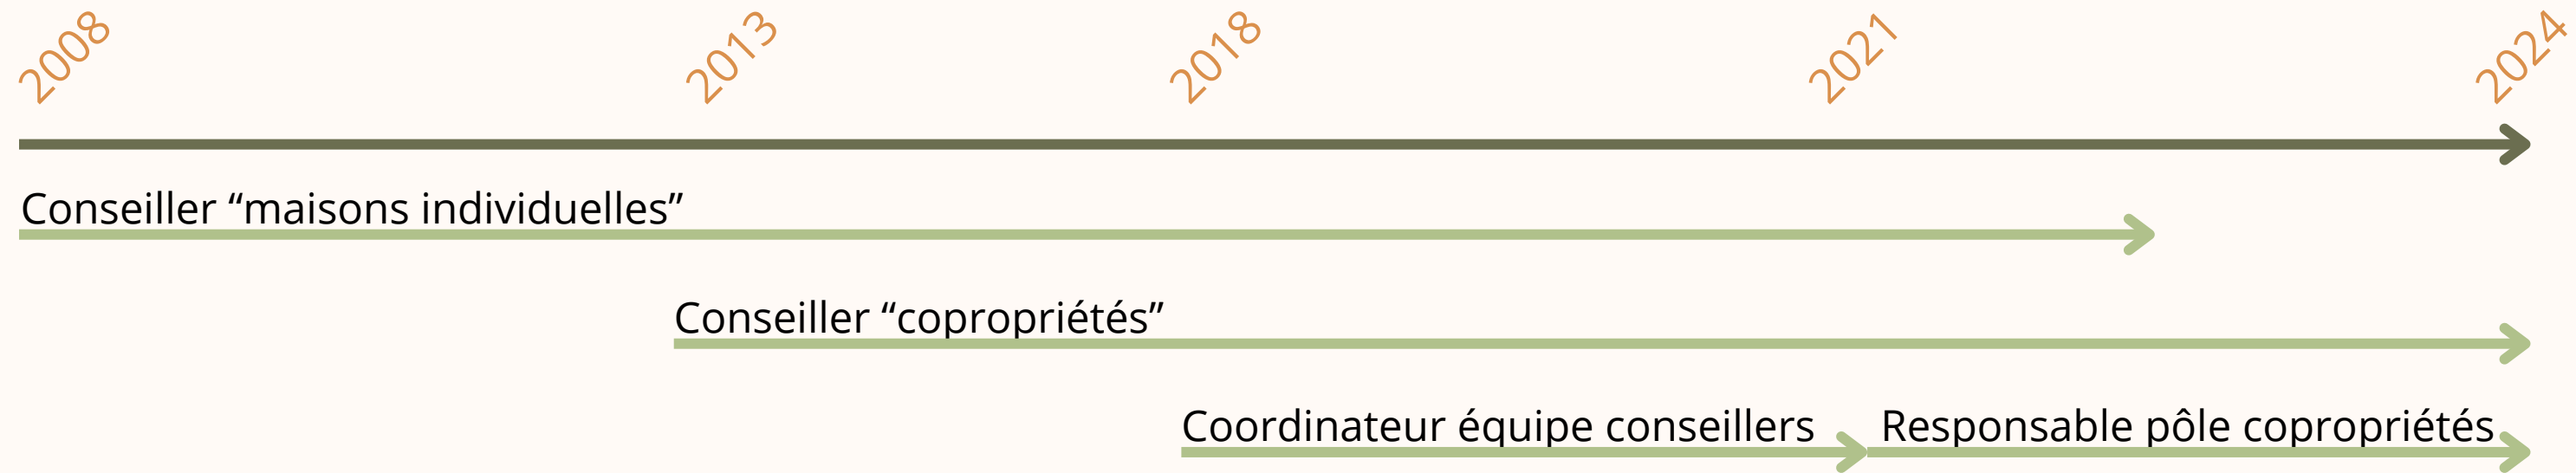 2008 2013 2018 2021 2024
Conseiller “maisons individuelles”
Conseiller “copropriétés”
Coordinateur équipe conseillers Responsable pôle copropriétés